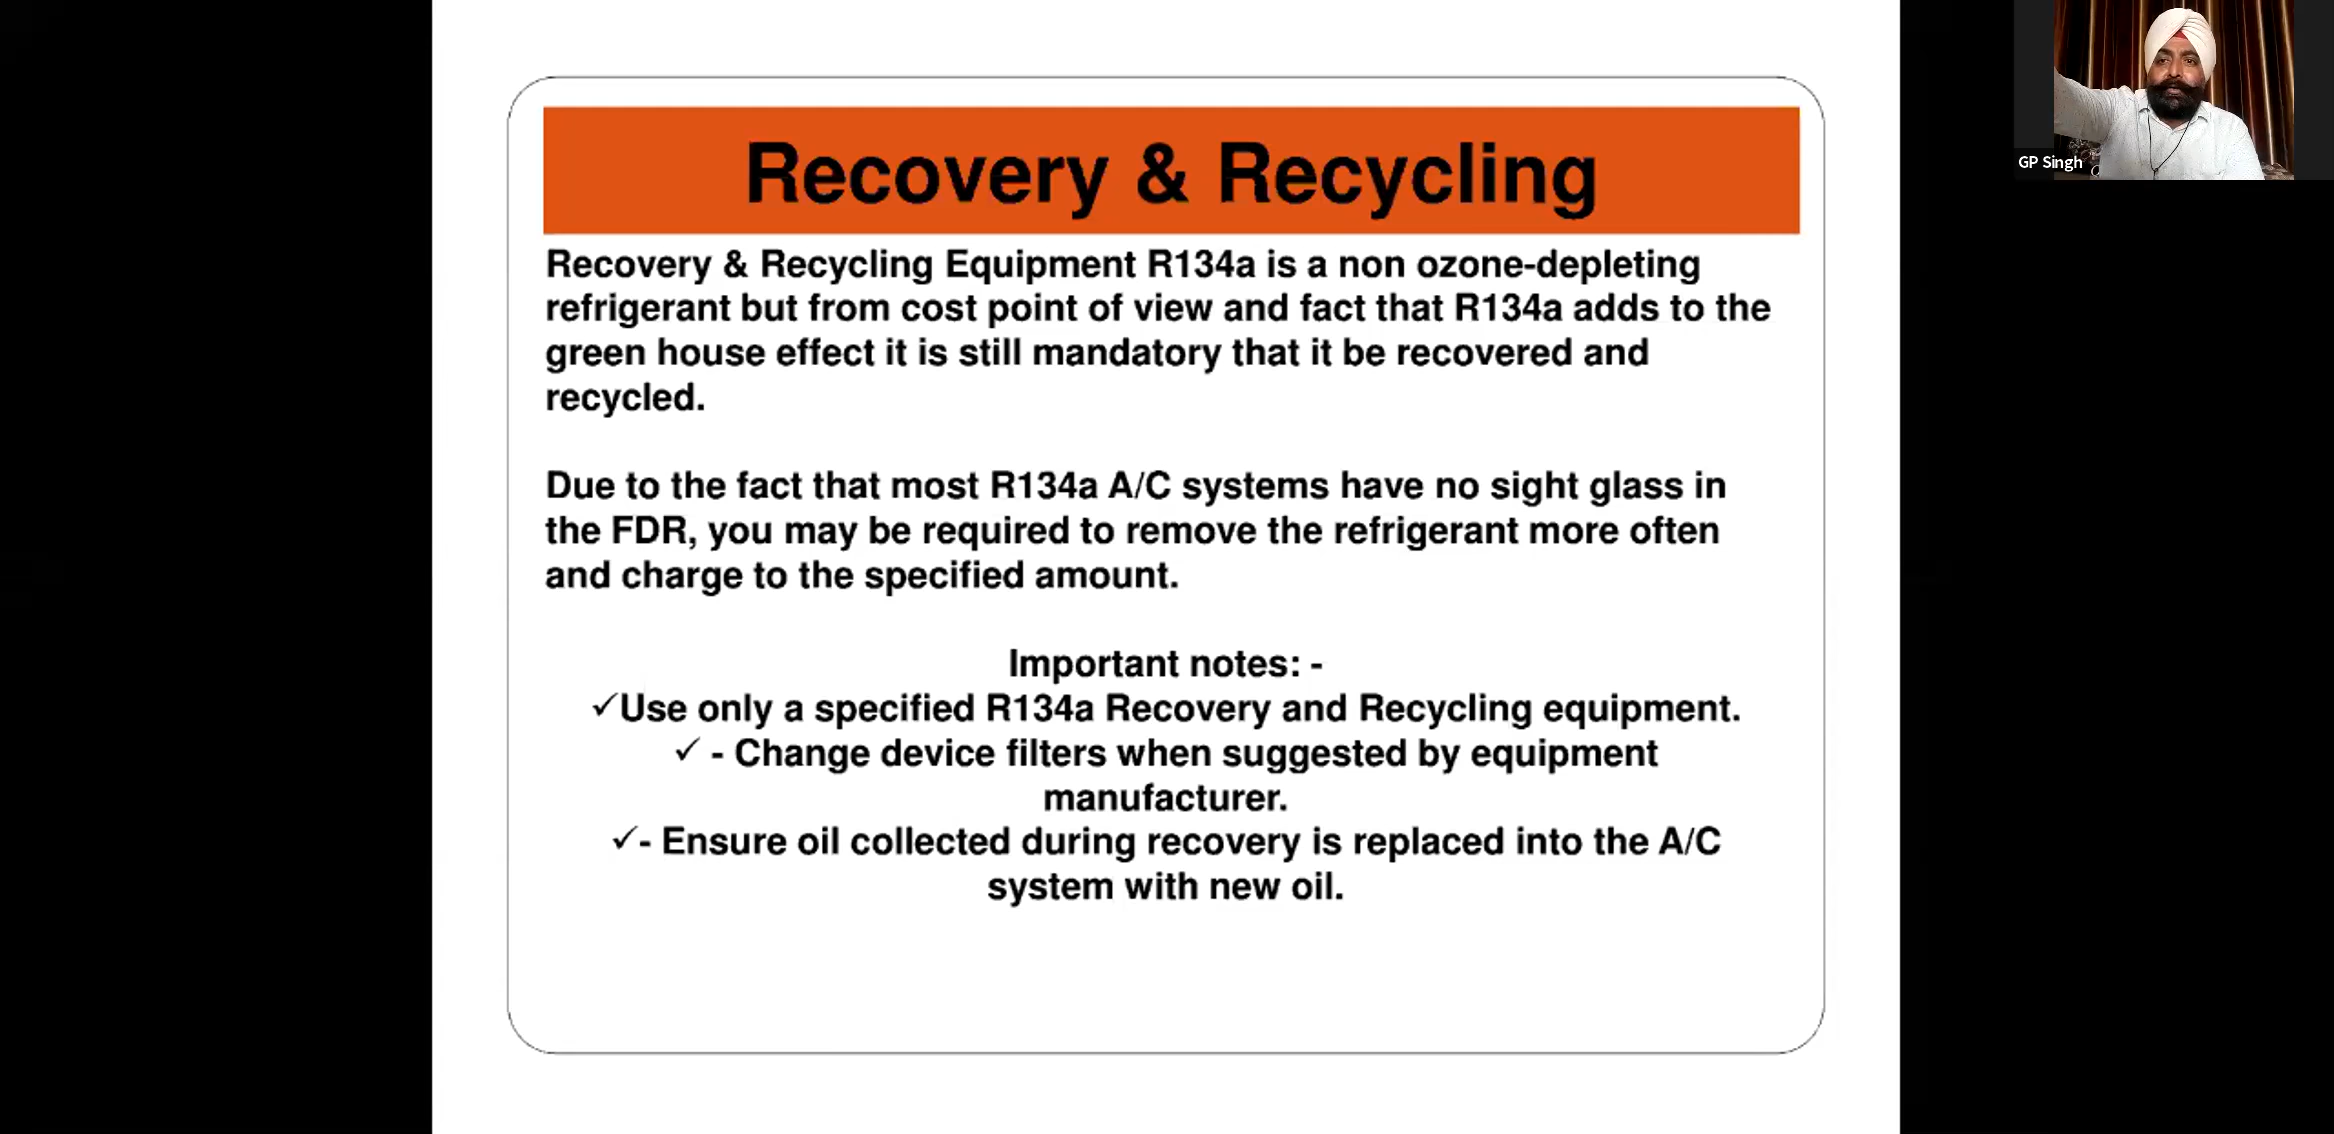 Recovery & Recycling
Recovery & Recycling Equipment R134a is a non ozone-depleting
refrigerant but from cost point of view and fact that R134a adds to the
green house effect it is still mandatory that it be recovered and
recycled.
Due to the fact that most R134a A/C systems have no sight glass in
the FDR, you may be required to remove the refrigerant more often
and charge to the specified amount.
Important notes: -
✓Use only a specified R134a Recovery and Recycling equipment.
✓ - Change device filters when suggested by equipment
manufacturer.
✓- Ensure oil collected during recovery is replaced into the A/C
system with new oil.
GP Singh